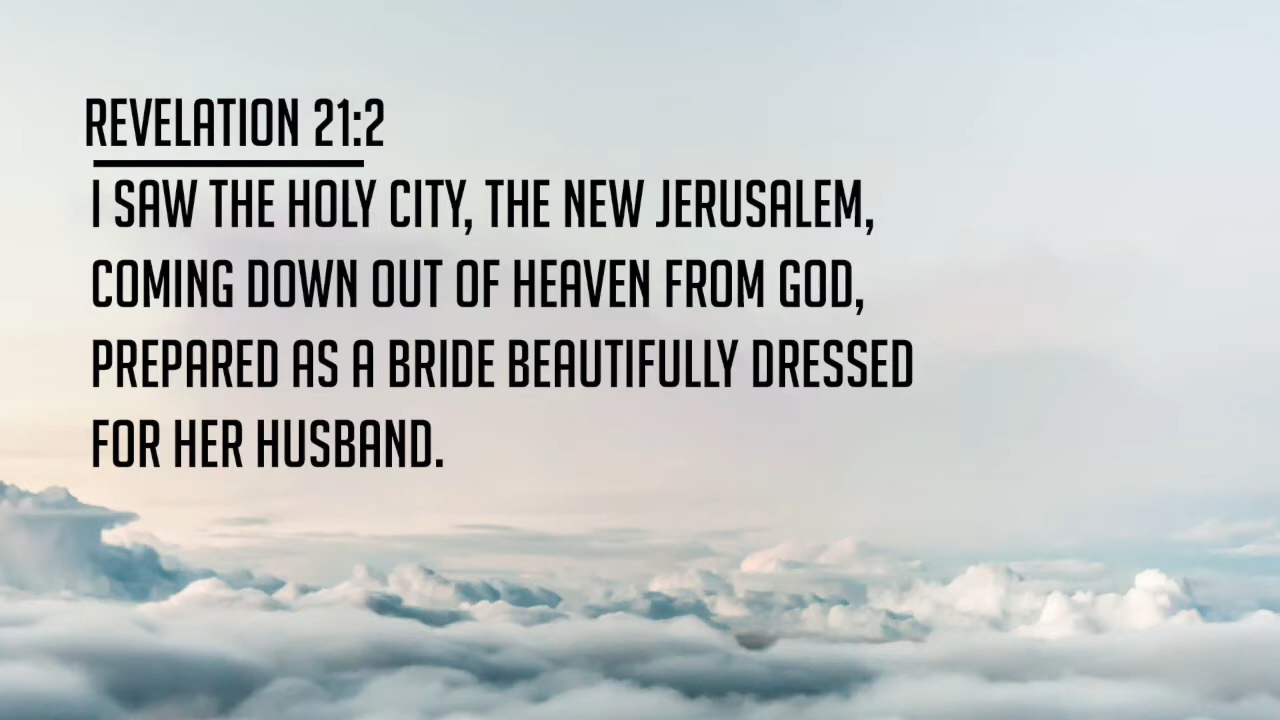 REVELATION 21:2
I SAW THE HOLY CITY, THE NEW JERUSALEM,
COMING DOWN OUT OF HEAVEN FROM GOD,
PREPARED AS A BRIDE BEAUTIFULLY DRESSED
FOR HER HUSBAND.